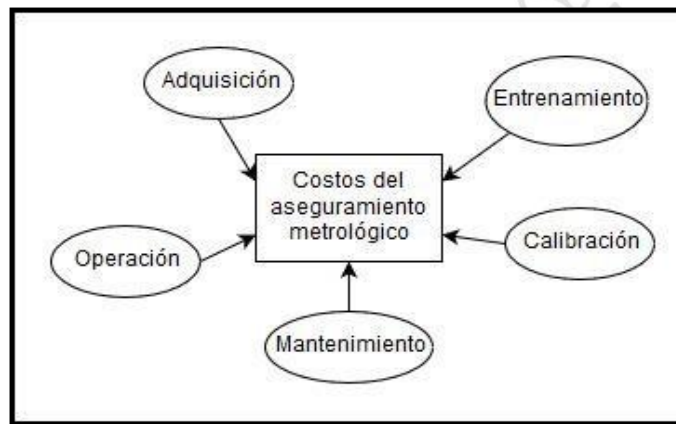 Adquisición
Entrenamiento
Costos del
aseguramiento
metrológico
Operación
Calibración
Mantenimiento